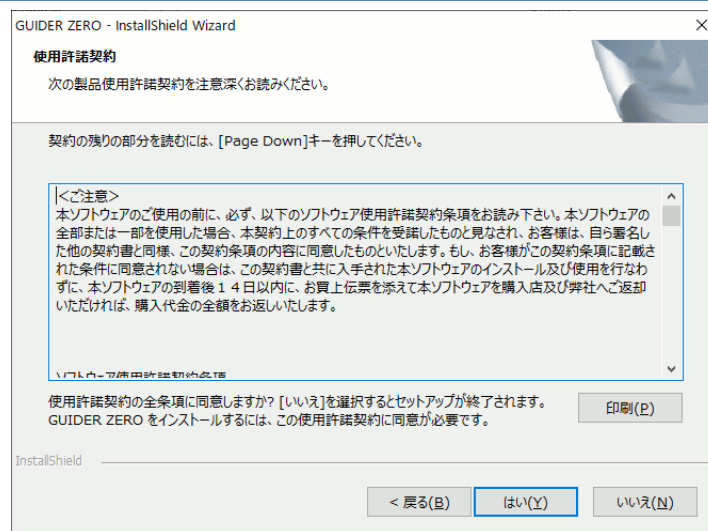 GUIDER ZERO - InstallShield Wizard
使用許諾契約
次の製品使用許諾契約を注意深くお読みください。
契約の残りの部分を読むには、[Page Down]キーを押してください。
<ご注意>
本ソフトウェアのご使用の前に、必ず、以下のソフトウェア使用許諾契約条項をお読み下さい。本ソフトウェアの
全部または一部を使用した場合、本契約上のすべての条件を受諾したものと見なされ、お客様は、自ら署名し
た他の契約書と同様、この契約条項の内容に同意したものといたします。もし、お客様がこの契約条項に記載さ
れた条件に同意されない場合は、この契約書と共に入手された本ソフトウェアのインストール及び使用を行なわ
ずに、本ソフトウェアの到着後１４日以内に、お買上伝票を添えて本ソフトウェアを購入店及び弊社へご返却
いただければ、購入代金の全額をお返しいたします。
ソフトウェア使用許諾契約条項
使用許諾契約の全条項に同意しますか? [いいえ]を選択するとセットアップが終了されます。
GUIDER ZERO をインストールするには、この使用許諾契約に同意が必要です。
印刷(P)
InstallShield
< 戻る(B)
はい(Y)
いいえ(N)